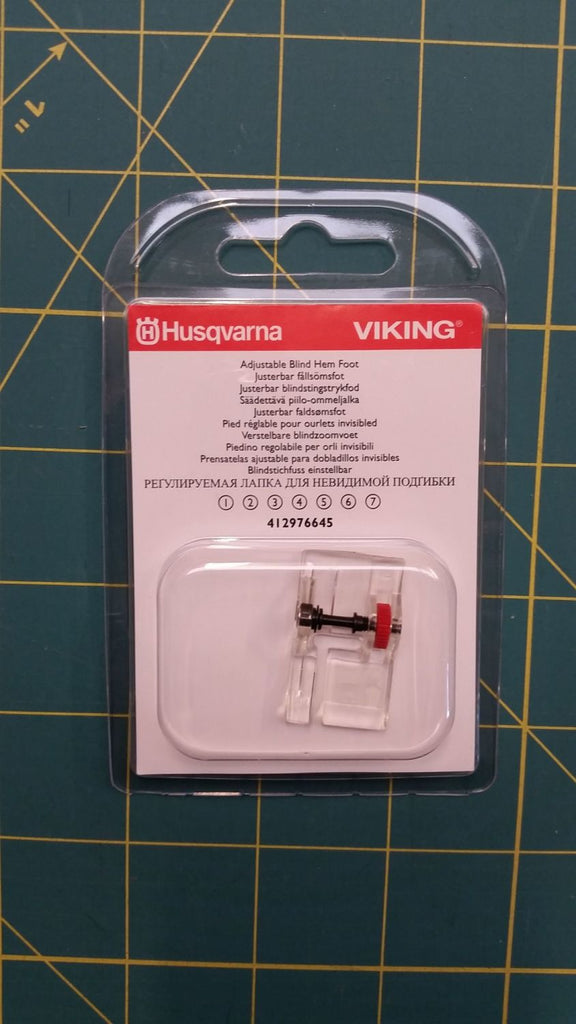 1"
Husqvarna VIKING®
Adjustable Blind Hem Foot
Justerbar fållsömsfot
Justerbar blindstingstrykfod
Säädettävä piilo-ommeljalka
Justerbar faldsømsfot
Pied réglable pour ourlets invisibled
Verstelbare blindzoomvoet
Piedino regolabile per orli invisibili
Prensatelas ajustable para dobladillos invisibles
Blindstichfuss einstellbar
РЕГУЛИРУЕМАЯ ЛАПКА ДЛЯ НЕВИДИМОЙ ПОДГИБКИ
① ② ③ ④ ⑤ ⑥ ⑦
412976645